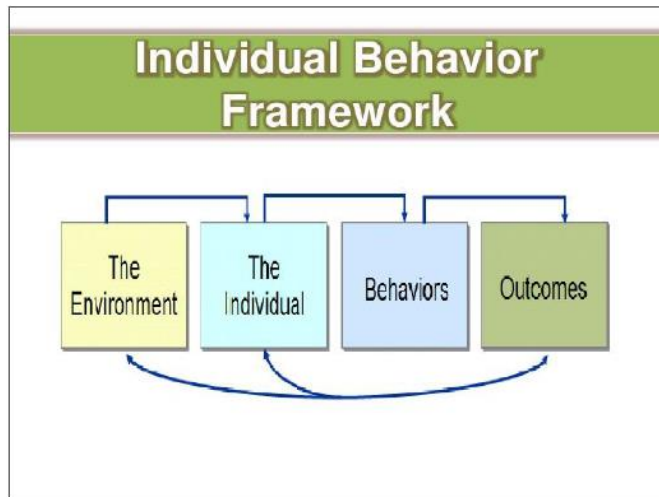 Individual Behavior
Framework
The
Environment
The
Individual
Behaviors
Outcomes